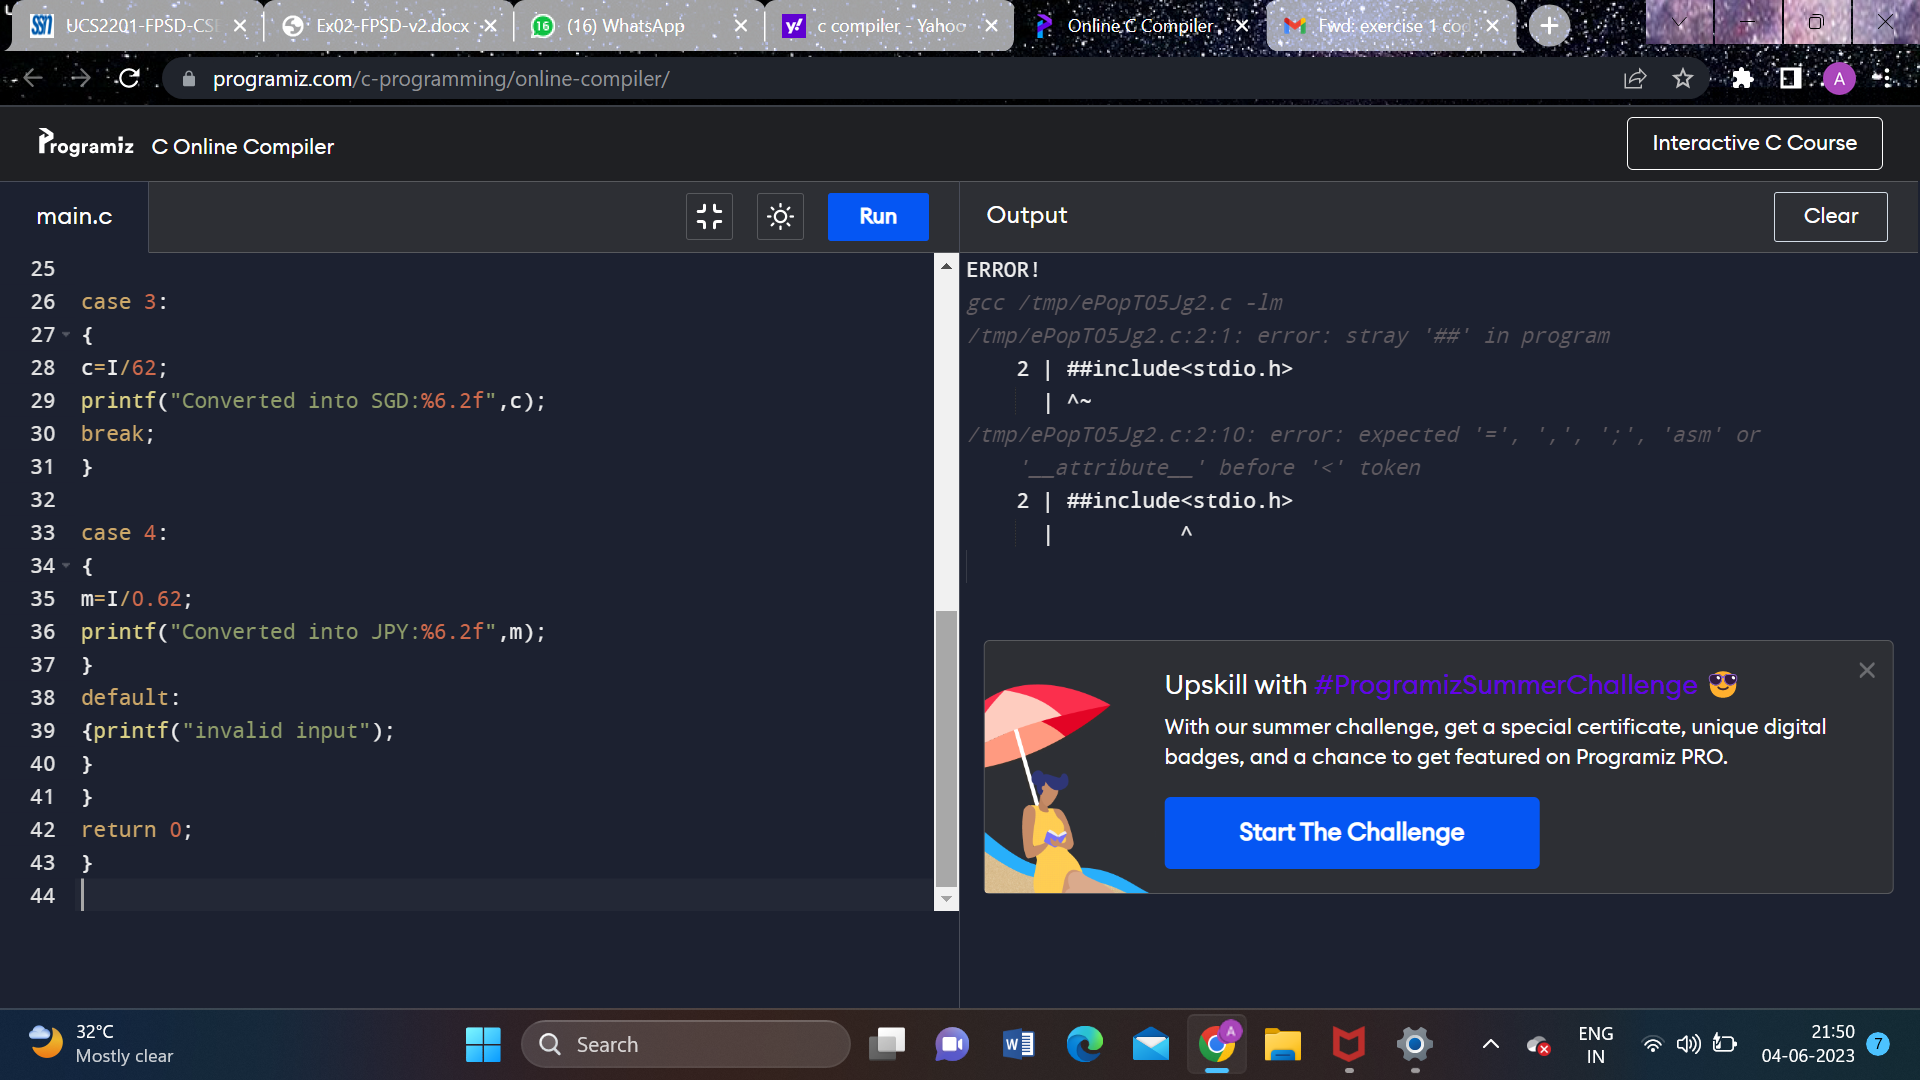 UCS2201-FPSD-CSE
Ex02-FPSD-v2.docx
16 (16) WhatsApp
y! c compiler - Yahoo
Online C Compiler
Fwd: exercise 1 cod
programiz.com/c-programming/online-compiler/
A
Programiz C Online Compiler
Interactive C Course
main.c
Run
Output
Clear
25
26 case 3:
27 {
28 c=I/62;
29 printf("Converted into SGD:%6.2f",c);
30 break;
31 }
32
33 case 4:
34 {
35 m=I/0.62;
36 printf("Converted into JPY:%6.2f",m);
37 }
38 default:
39 {printf("invalid input");
40 }
41 }
42 return 0;
43 }
44
ERROR!
gcc /tmp/ePopTO5Jg2.c -lm
/tmp/ePopTO5Jg2.c:2:1: error: stray '##' in program
2 | ##include<stdio.h>
| ^~
/tmp/ePopTO5Jg2.c:2:10: error: expected '=', ',', ';', 'asm' or
'__attribute__' before '<' token
2 | ##include<stdio.h>
| ^
Upskill with #ProgramizSummerChallenge 😎
With our summer challenge, get a special certificate, unique digital
badges, and a chance to get featured on Programiz PRO.
Start The Challenge
32°C
Mostly clear
Search
W
A
ENG
IN
21:50
04-06-2023
7